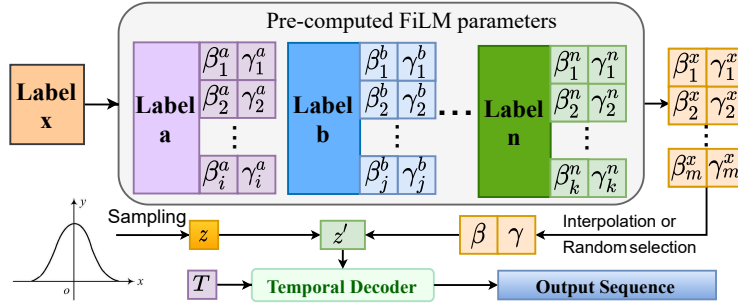 Pre-computed FiLM parameters
Label x
Label a
β₁ᵃ γ₁ᵃ
β₂ᵃ γ₂ᵃ
⋮
βᵢᵃ γᵢᵃ
Label b
β₁ᵇ γ₁ᵇ
β₂ᵇ γ₂ᵇ
⋮
βⱼᵇ γⱼᵇ
...
Label n
β₁ⁿ γ₁ⁿ
β₂ⁿ γ₂ⁿ
⋮
βₖⁿ γₖⁿ
β₁ˣ γ₁ˣ
β₂ˣ γ₂ˣ
⋮
βₘˣ γₘˣ
y
o
x
Sampling
z
z′
β γ
Interpolation or
Random selection
T
Temporal Decoder
Output Sequence